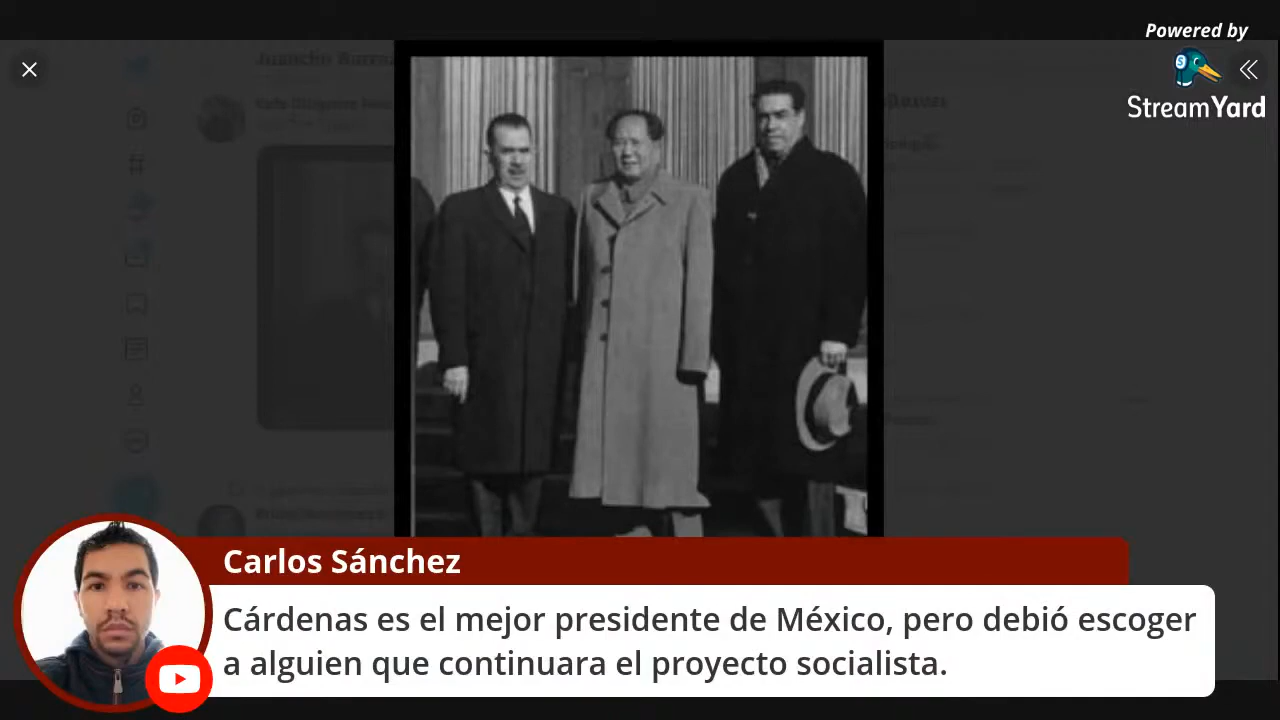 Powered by
StreamYard
Carlos Sánchez
Cárdenas es el mejor presidente de México, pero debió escoger
a alguien que continuara el proyecto socialista.